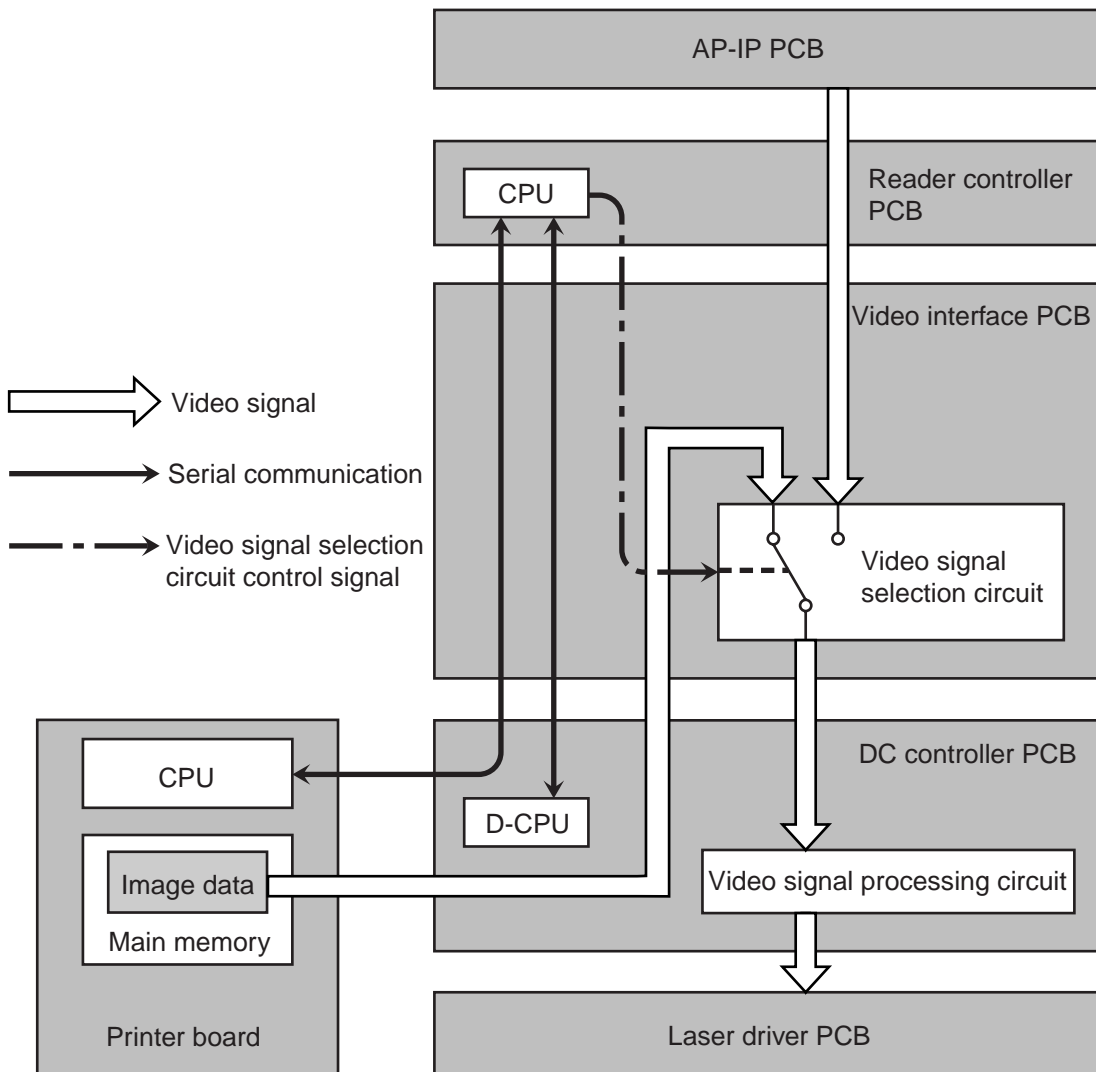 AP-IP PCB
CPU
Reader controller
PCB
Video interface PCB
Video signal
Serial communication
Video signal selection
circuit control signal
Video signal
selection circuit
DC controller PCB
CPU
D-CPU
Image data
Main memory
Video signal processing circuit
Printer board
Laser driver PCB